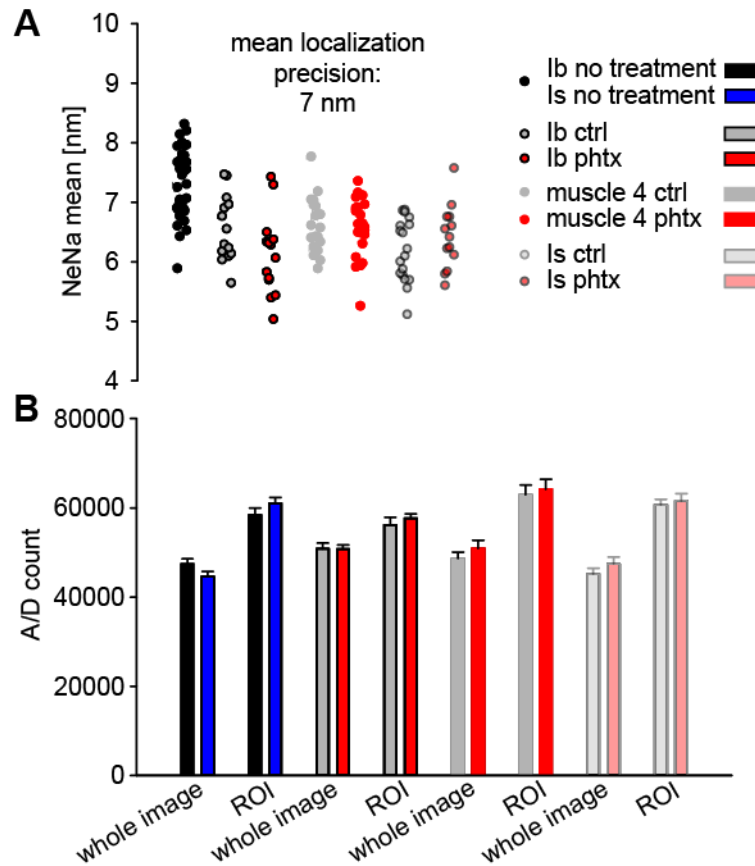 A
10
9
8
7
6
5
4
NeNa mean [nm]
mean localization
precision:
7 nm
Ib no treatment
Is no treatment
Ib ctrl
Ib phtx
muscle 4 ctrl
muscle 4 phtx
Is ctrl
Is phtx
B
80000
60000
40000
20000
0
A/D count
whole image
ROI
whole image
ROI
whole image
ROI
whole image
ROI